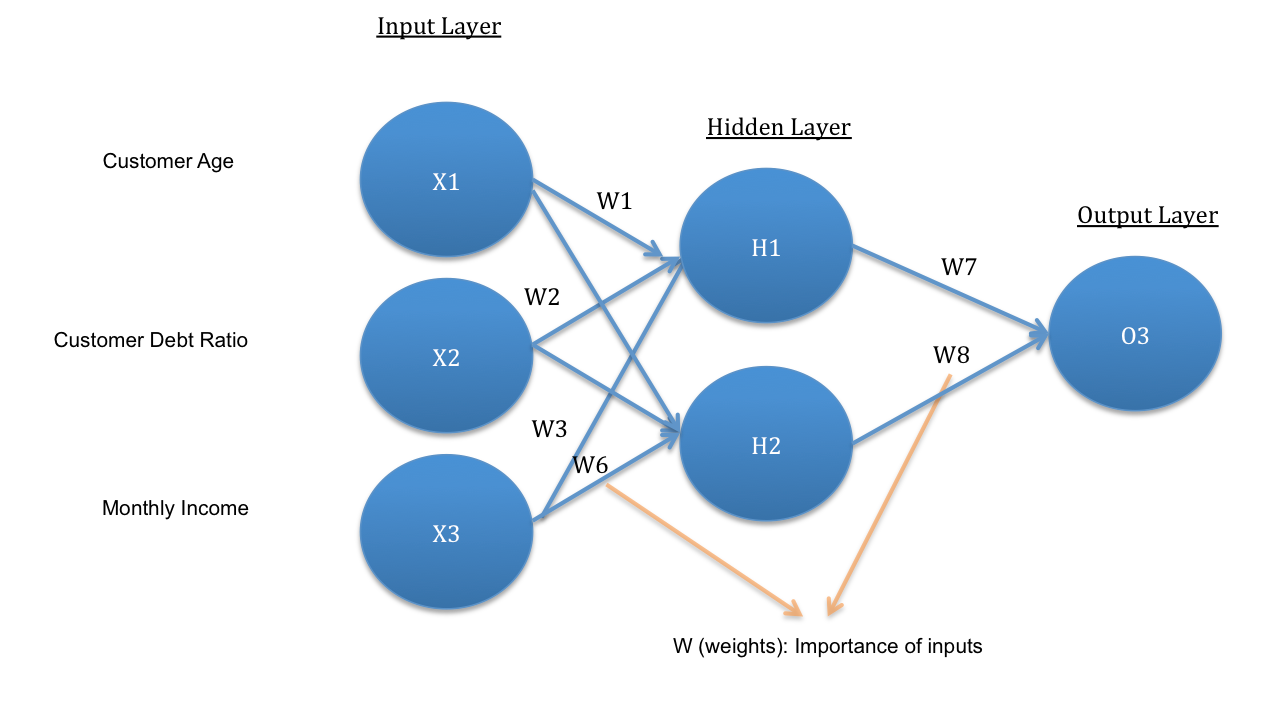 Input Layer
Hidden Layer
Customer Age
X1
W1
Output Layer
H1
W7
W2
Customer Debt Ratio
X2
O3
W8
W3
H2
W6
Monthly Income
X3
W (weights): Importance of inputs